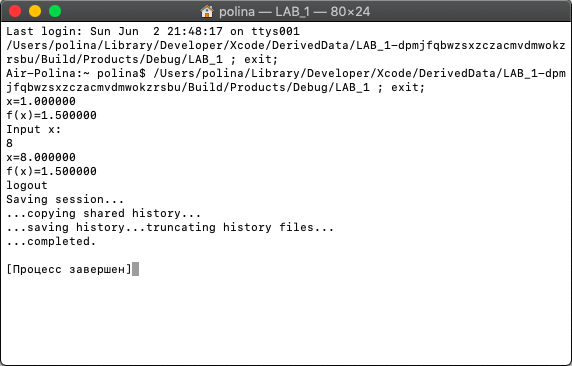 polina — LAB_1 — 80×24
Last login: Sun Jun  2 21:48:17 on ttys001
/Users/polina/Library/Developer/Xcode/DerivedData/LAB_1-dpmjfqbwzsxzczacmvdmwokz
rsbu/Build/Products/Debug/LAB_1 ; exit;
Air-Polina:~ polina$ /Users/polina/Library/Developer/Xcode/DerivedData/LAB_1-dpm
jfqbwzsxzczacmvdmwokzrsbu/Build/Products/Debug/LAB_1 ; exit;
x=1.000000
f(x)=1.500000
Input x:
8
x=8.000000
f(x)=1.500000
logout
Saving session...
...copying shared history...
...saving history...truncating history files...
...completed.
[Процесс завершен]